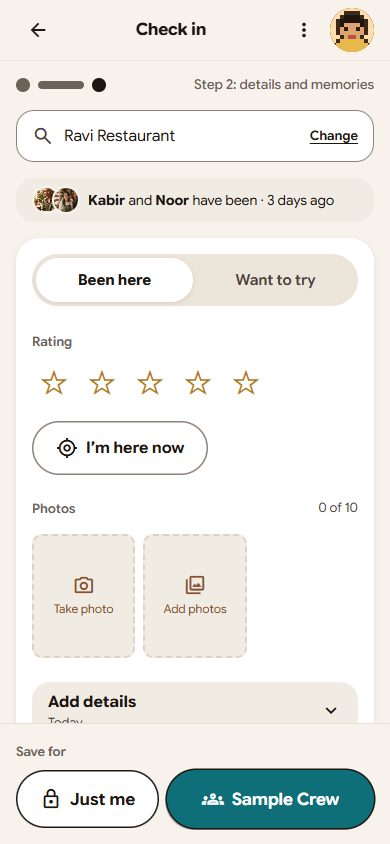 Check in
Step 2: details and memories
Ravi Restaurant
Change
Kabir and Noor have been · 3 days ago
Been here
Want to try
Rating
I’m here now
Photos
0 of 10
Take photo
Add photos
Add details
Today
Save for
Just me
Sample Crew